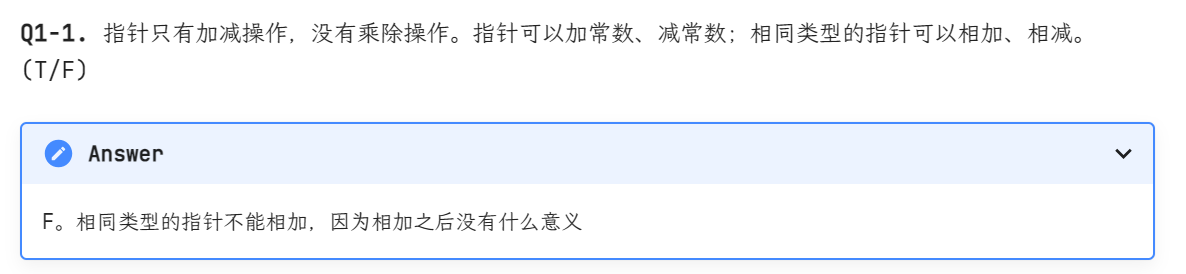 Q1-1. 指针只有加减操作，没有乘除操作。指针可以加常数、减常数；相同类型的指针可以相加、相减。
(T/F)
Answer
F。相同类型的指针不能相加，因为相加之后没有什么意义